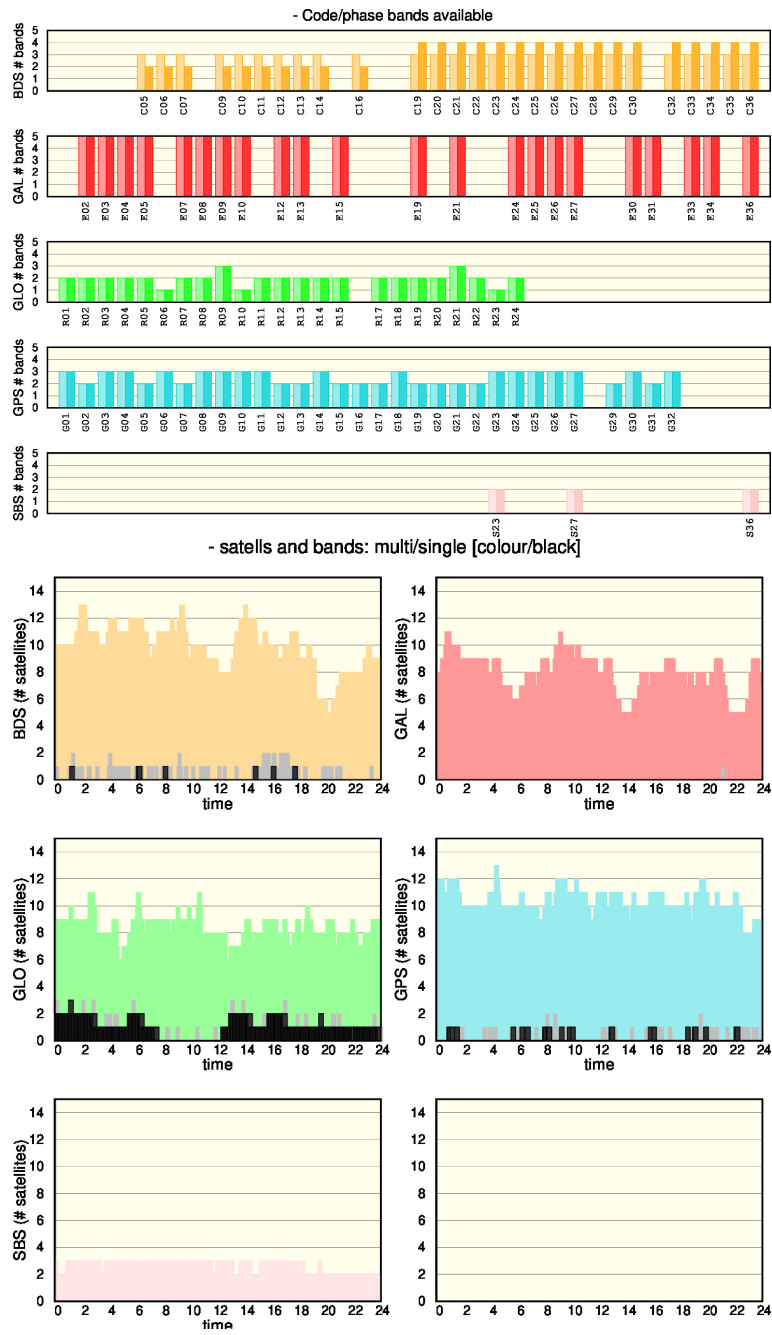 - Code/phase bands available
BDS # bands
5
4
3
2
1
0
C05 C06 C07 C09 C10 C11 C12 C13 C14 C16 C19 C20 C21 C22 C23 C24 C25 C26 C27 C28 C29 C30 C32 C33 C34 C35 C36
GAL # bands
5
4
3
2
1
0
E02 E03 E04 E05 E07 E08 E09 E10 E12 E13 E15 E19 E21 E24 E25 E26 E27 E30 E31 E33 E34 E36
GLO # bands
5
4
3
2
1
0
R01 R02 R03 R04 R05 R06 R07 R08 R09 R10 R11 R12 R13 R14 R15 R17 R18 R19 R20 R21 R22 R23 R24
GPS # bands
5
4
3
2
1
0
G01 G02 G03 G04 G05 G06 G07 G08 G09 G10 G11 G12 G13 G14 G15 G16 G17 G18 G19 G20 G21 G22 G23 G24 G25 G26 G27 G29 G30 G31 G32
SBS # bands
5
4
3
2
1
0
S23 S27 S36
- satells and bands: multi/single [colour/black]
BDS (# satellites)
14
12
10
8
6
4
2
0
0 2 4 6 8 10 12 14 16 18 20 22 24
time
GAL (# satellites)
14
12
10
8
6
4
2
0
0 2 4 6 8 10 12 14 16 18 20 22 24
time
GLO (# satellites)
14
12
10
8
6
4
2
0
0 2 4 6 8 10 12 14 16 18 20 22 24
time
GPS (# satellites)
14
12
10
8
6
4
2
0
0 2 4 6 8 10 12 14 16 18 20 22 24
time
SBS (# satellites)
14
12
10
8
6
4
2
0
0 2 4 6 8 10 12 14 16 18 20 22 24
time
14
12
10
8
6
4
2
0
0 2 4 6 8 10 12 14 16 18 20 22 24